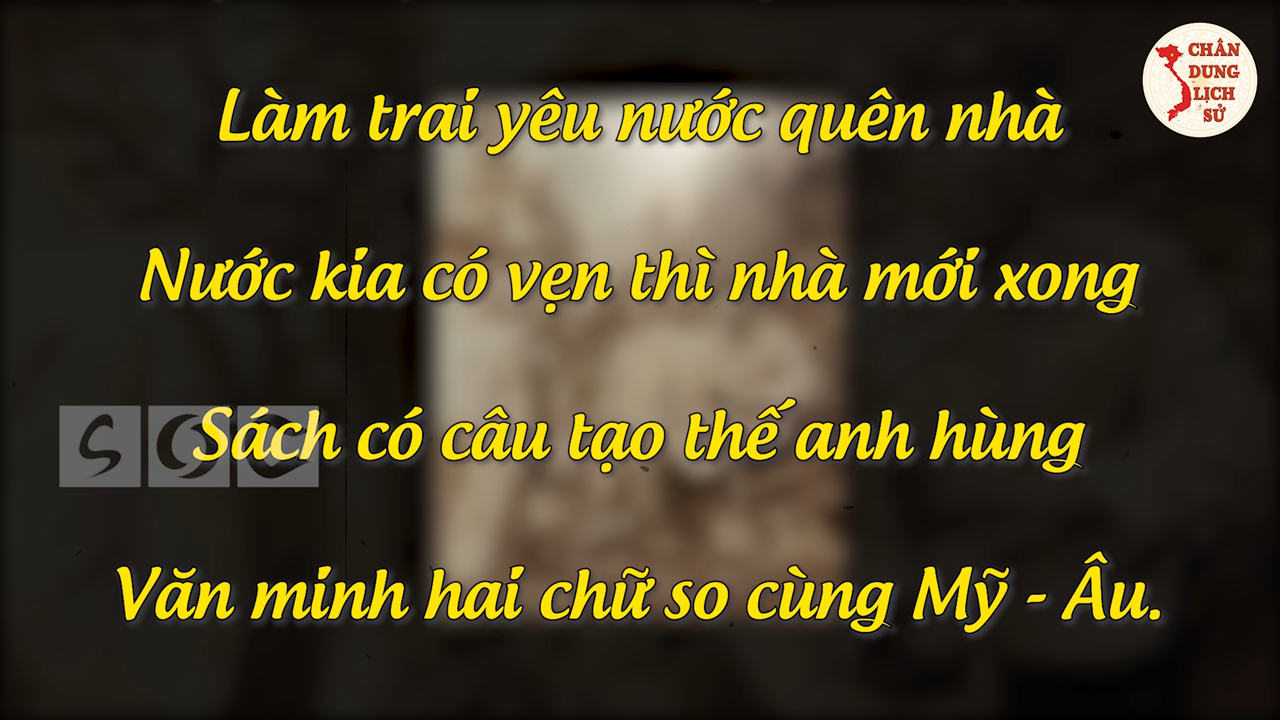 CHÂN
DUNG
LỊCH
SỬ
Làm trai yêu nước quên nhà
Nước kia có vẹn thì nhà mới xong
Sách có câu tạo thế anh hùng
Văn minh hai chữ so cùng Mỹ - Âu.